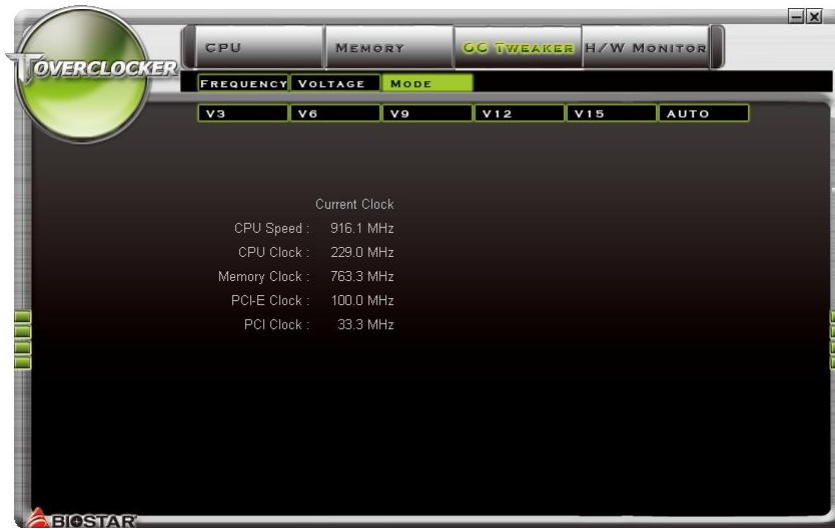 TOVERCLOCKER
CPU MEMORY OC TWEAKER H/W MONITOR
FREQUENCY VOLTAGE MODE
V3 V6 V9 V12 V15 AUTO
Current Clock
CPU Speed : 916.1 MHz
CPU Clock : 229.0 MHz
Memory Clock : 763.3 MHz
PCI-E Clock : 100.0 MHz
PCI Clock : 33.3 MHz
BIOSTAR